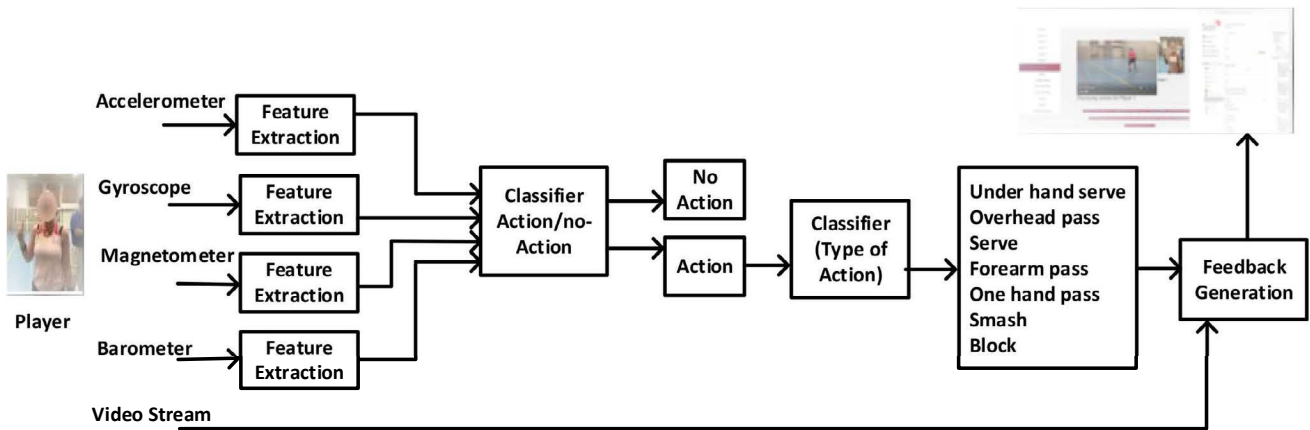 Accelerometer
Feature
Extraction
Gyroscope
Feature
Extraction
Magnetometer
Feature
Extraction
Barometer
Feature
Extraction
Player
Video Stream
Classifier
Action/no-
Action
No
Action
Action
Classifier
(Type of
Action)
Under hand serve
Overhead pass
Serve
Forearm pass
One hand pass
Smash
Block
Feedback
Generation